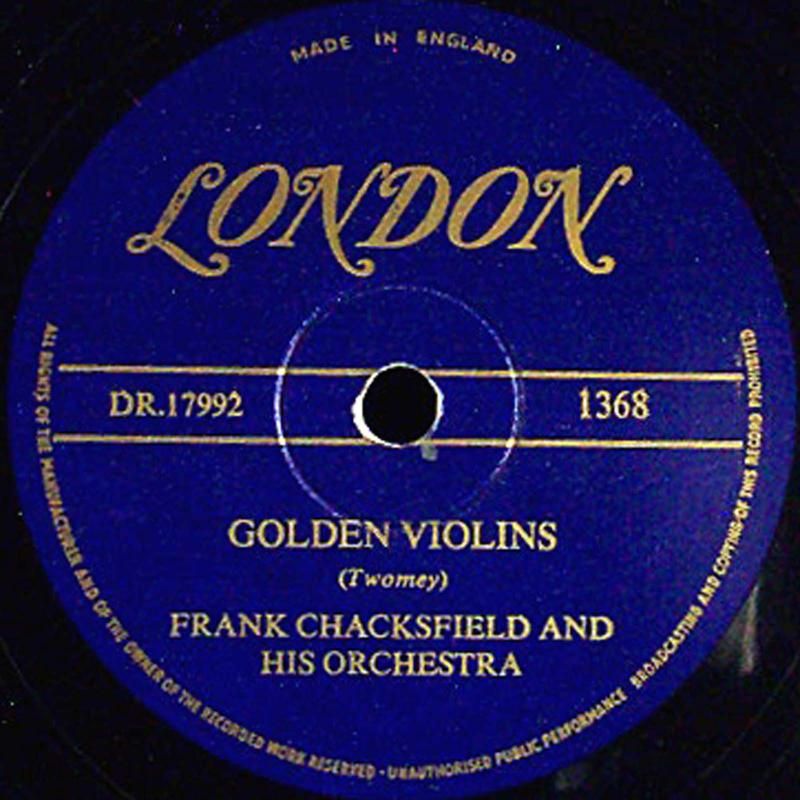 MADE IN ENGLAND
LONDON
DR.17992 1368
GOLDEN VIOLINS
(Twomey)
FRANK CHACKSFIELD AND
HIS ORCHESTRA
ALL RIGHTS OF THE MANUFACTURER AND OF THE OWNER OF THE RECORDED WORK RESERVED · UNAUTHORISED PUBLIC PERFORMANCE BROADCASTING AND COPYING OF THIS RECORD PROHIBITED